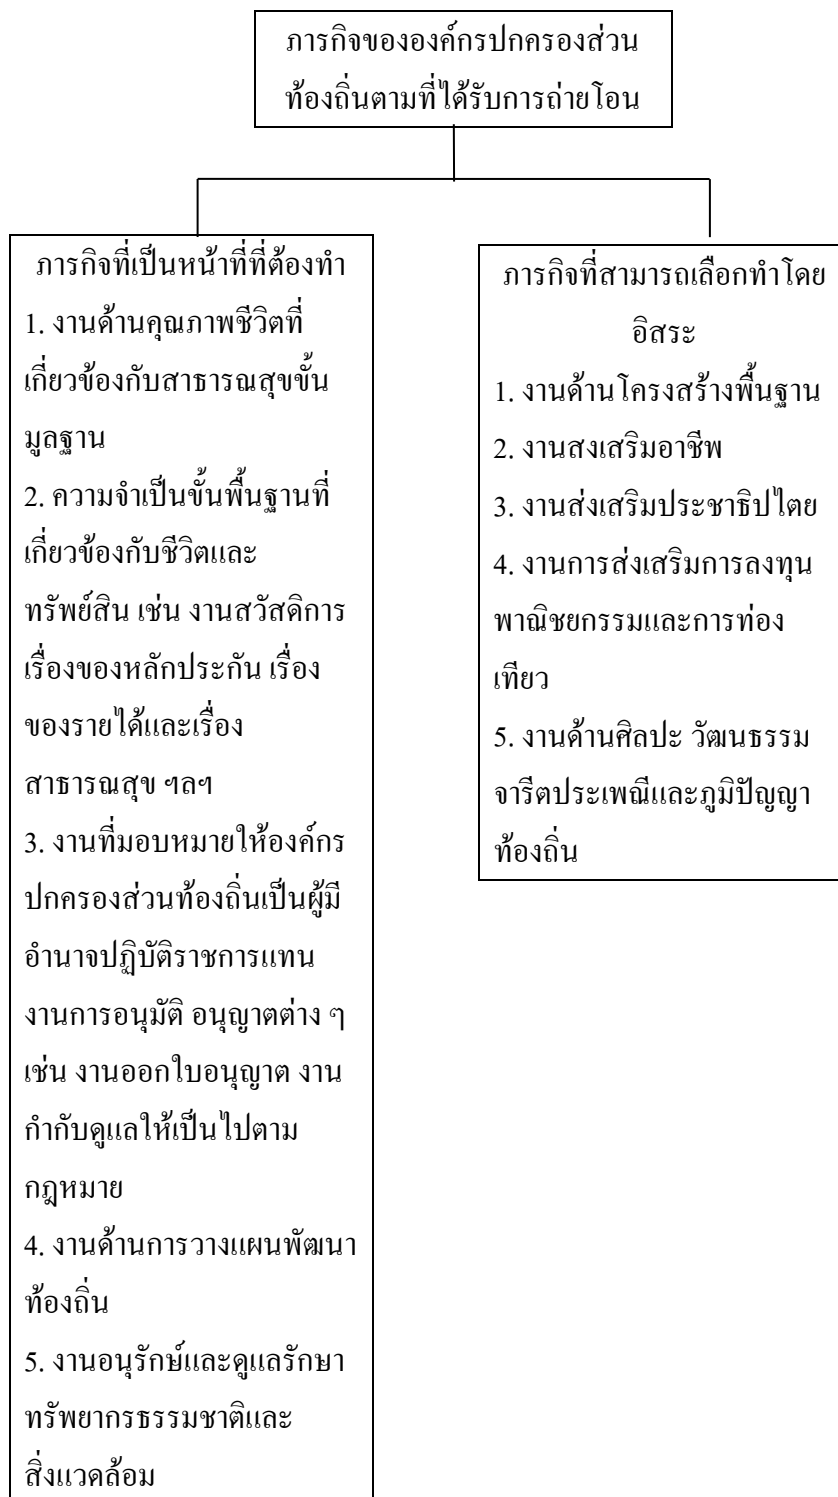 ภารกิจขององค์กรปกครองส่วน
ท้องถิ่นตามที่ได้รับการถ่ายโอน
ภารกิจที่เป็นหน้าที่ที่ต้องทำ
1. งานด้านคุณภาพชีวิตที่
เกี่ยวข้องกับสาธารณสุขขั้น
มูลฐาน
2. ความจำเป็นขั้นพื้นฐานที่
เกี่ยวข้องกับชีวิตและ
ทรัพย์สิน เช่น งานสวัสดิการ
เรื่องของหลักประกัน เรื่อง
ของรายได้และเรื่อง
สาธารณสุข ฯลฯ
3. งานที่มอบหมายให้องค์กร
ปกครองส่วนท้องถิ่นเป็นผู้มี
อำนาจปฏิบัติราชการแทน
งานการอนุมัติ อนุญาตต่าง ๆ
เช่น งานออกใบอนุญาต งาน
กำกับดูแลให้เป็นไปตาม
กฎหมาย
4. งานด้านการวางแผนพัฒนา
ท้องถิ่น
5. งานอนุรักษ์และดูแลรักษา
ทรัพยากรธรรมชาติและ
สิ่งแวดล้อม
ภารกิจที่สามารถเลือกทำโดย
อิสระ
1. งานด้านโครงสร้างพื้นฐาน
2. งานสงเสริมอาชีพ
3. งานส่งเสริมประชาธิปไตย
4. งานการส่งเสริมการลงทุน
พาณิชยกรรมและการท่อง
เทียว
5. งานด้านศิลปะ วัฒนธรรม
จารีตประเพณีและภูมิปัญญา
ท้องถิ่น